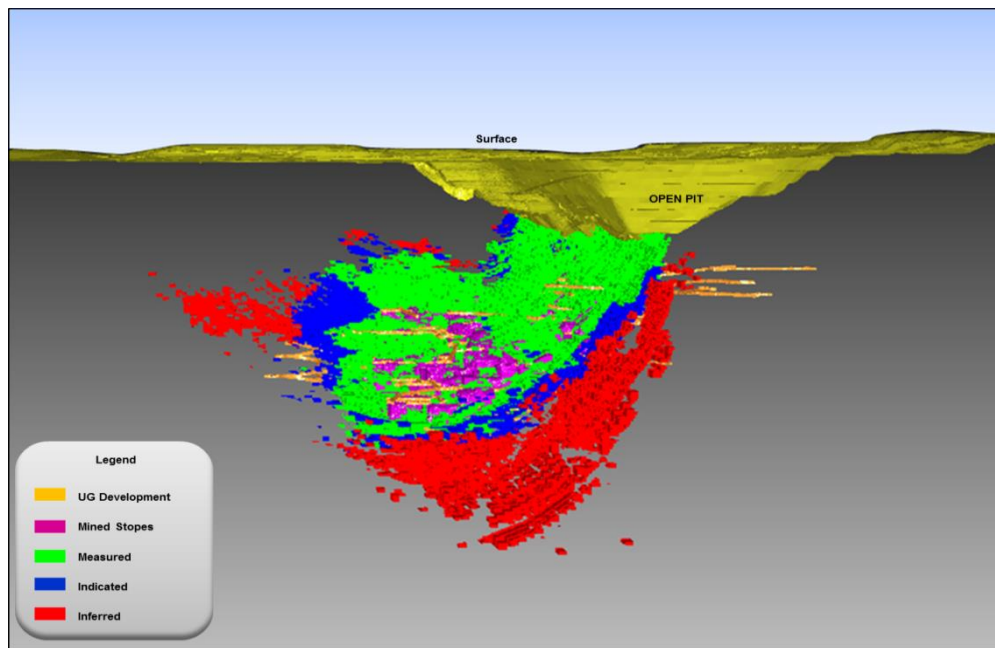 Surface
OPEN PIT
Legend
UG Development
Mined Stopes
Measured
Indicated
Inferred